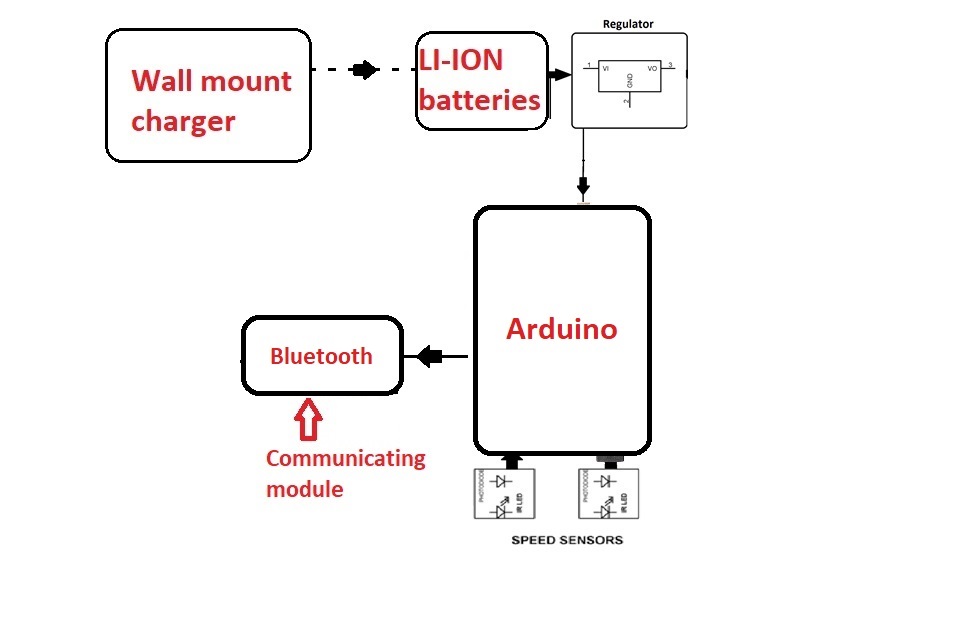 Regulator
Wall mount
charger
LI-ION
batteries
1
VI
VO
3
GND
2
Arduino
Bluetooth
Communicating
module
PHOTODIODE
IR LED
PHOTODIODE
IR LED
SPEED SENSORS